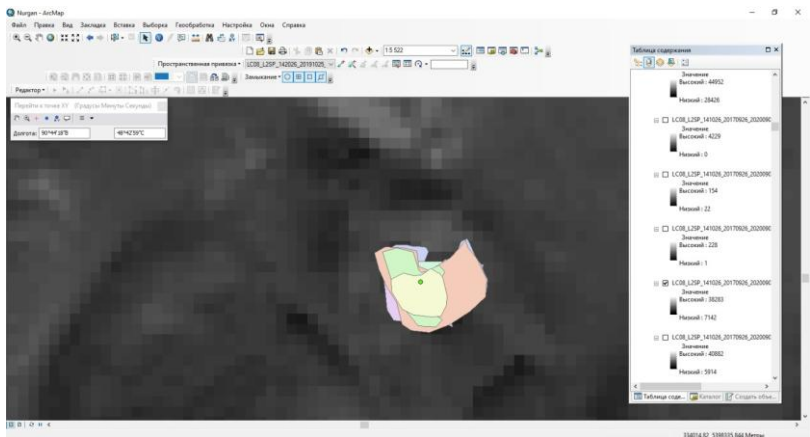 Nurgan - ArcMap
Файл Правка Вид Закладка Вставка Выборка Геообработка Настройка Окна Справка
1:5 522
Пространственная привязка LC08_L2SP_142026_20191025_
Замыкание
Редактор
Перейти к точке XY (Градусы Минуты Секунды)
Долгота:
Таблица содержания
Значение
Высокий : 44952
Низкий : 28426
LC08_L2SP_141026_20170926_2020090
Значение
Высокий : 4229
Низкий : 0
LC08_L2SP_141026_20170926_2020090
Значение
Высокий : 154
Низкий : 22
LC08_L2SP_141026_20170926_2020090
Значение
Высокий : 228
Низкий : 1
LC08_L2SP_141026_20170926_2020090
Значение
Высокий : 38283
Низкий : 7142
LC08_L2SP_141026_20170926_2020090
Значение
Высокий : 40882
Низкий : 5914
Таблица соде... Каталог Создать объе...